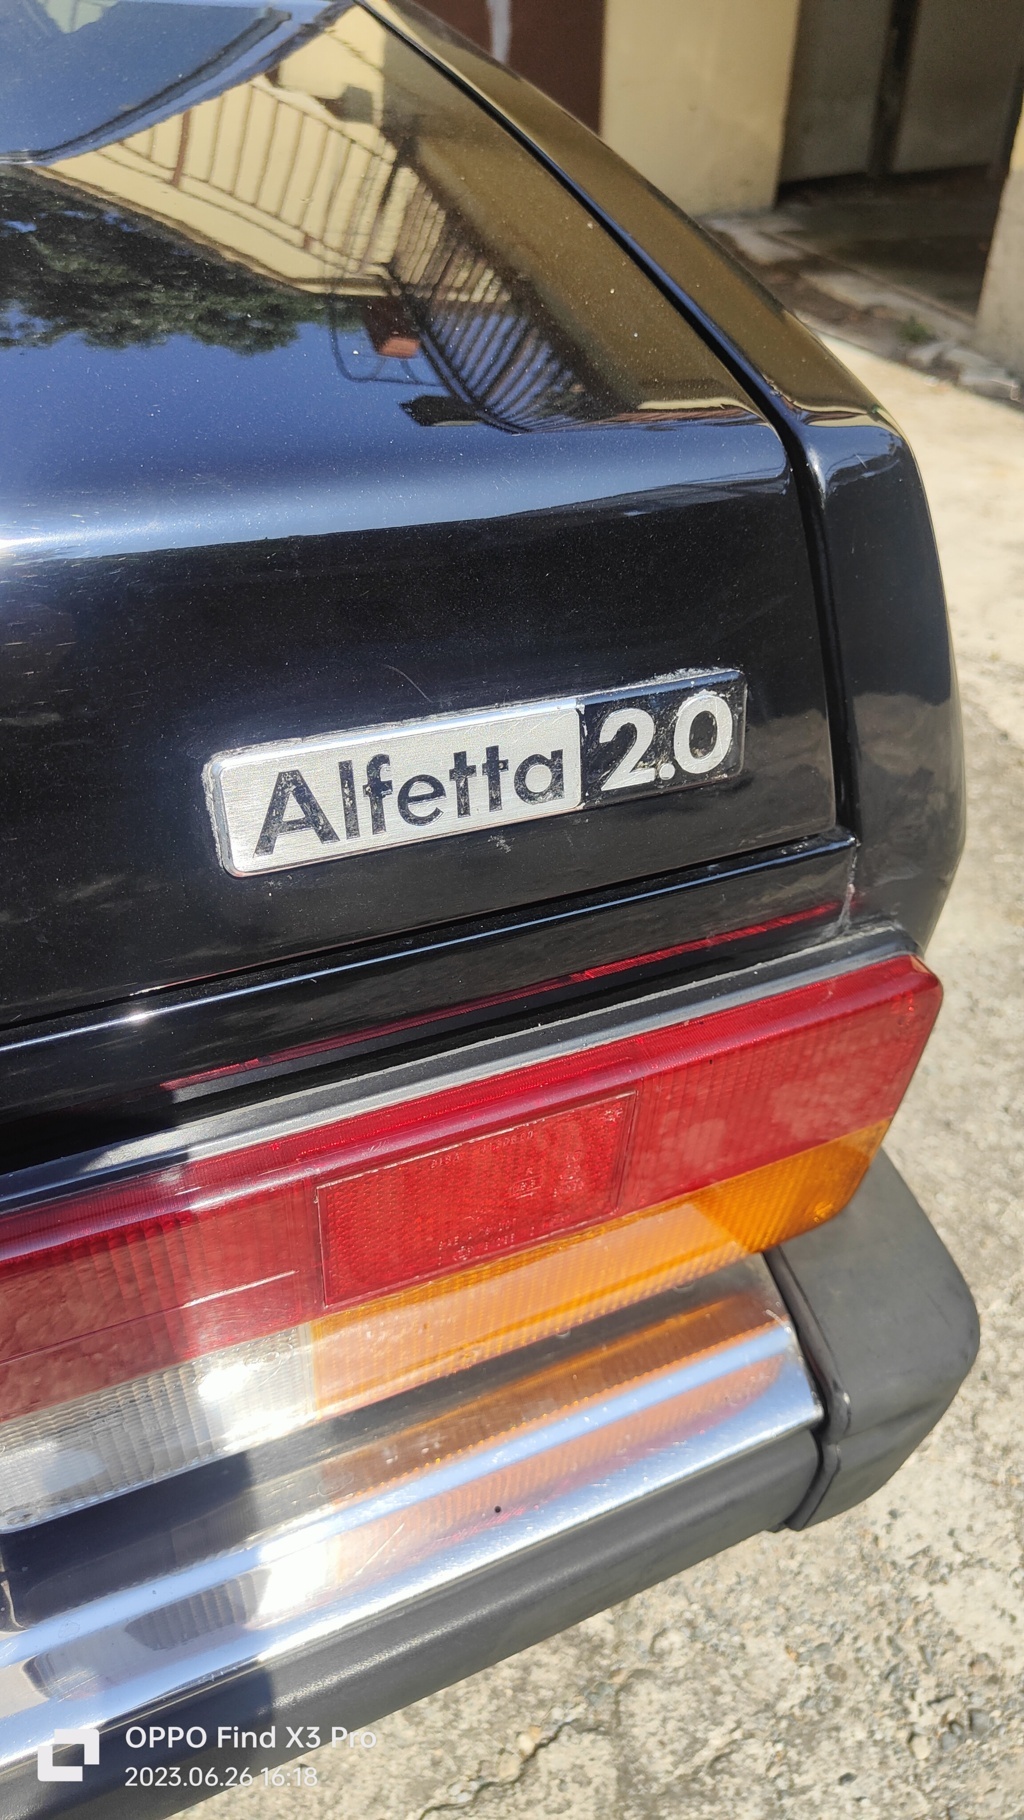 Alfetta 2.0
OPPO Find X3 Pro
2023.06.26 16:18